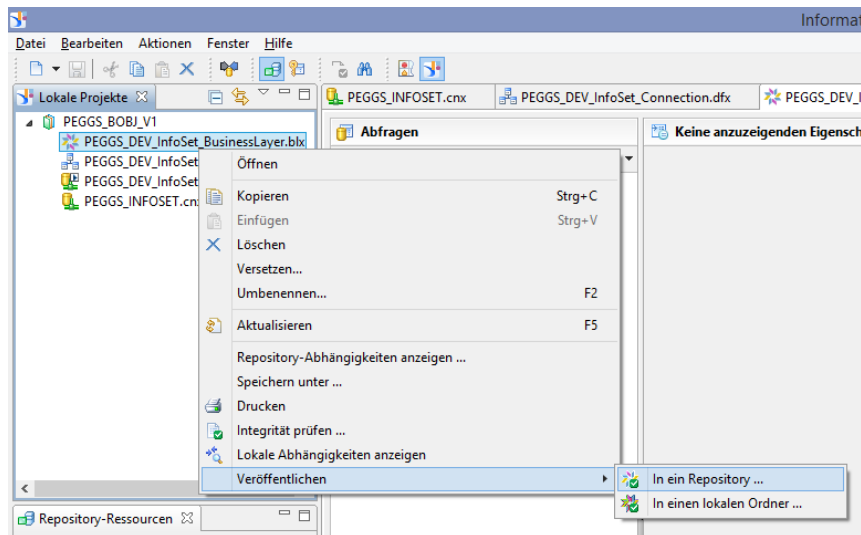 Informat
Datei Bearbeiten Aktionen Fenster Hilfe
Lokale Projekte
PEGGS_INFOSET.cnx PEGGS_DEV_InfoSet_Connection.dfx PEGGS_DEV_I
PEGGS_BOBJ_V1
PEGGS_DEV_InfoSet_BusinessLayer.blx
PEGGS_DEV_InfoSet
PEGGS_DEV_InfoSet
PEGGS_INFOSET.cn
Abfragen
Keine anzuzeigenden Eigensch
Öffnen
Kopieren Strg+C
Einfügen Strg+V
Löschen
Versetzen...
Umbenennen... F2
Aktualisieren F5
Repository-Abhängigkeiten anzeigen ...
Speichern unter ...
Drucken
Integrität prüfen ...
Lokale Abhängigkeiten anzeigen
Veröffentlichen
In ein Repository ...
In einen lokalen Ordner ...
Repository-Ressourcen